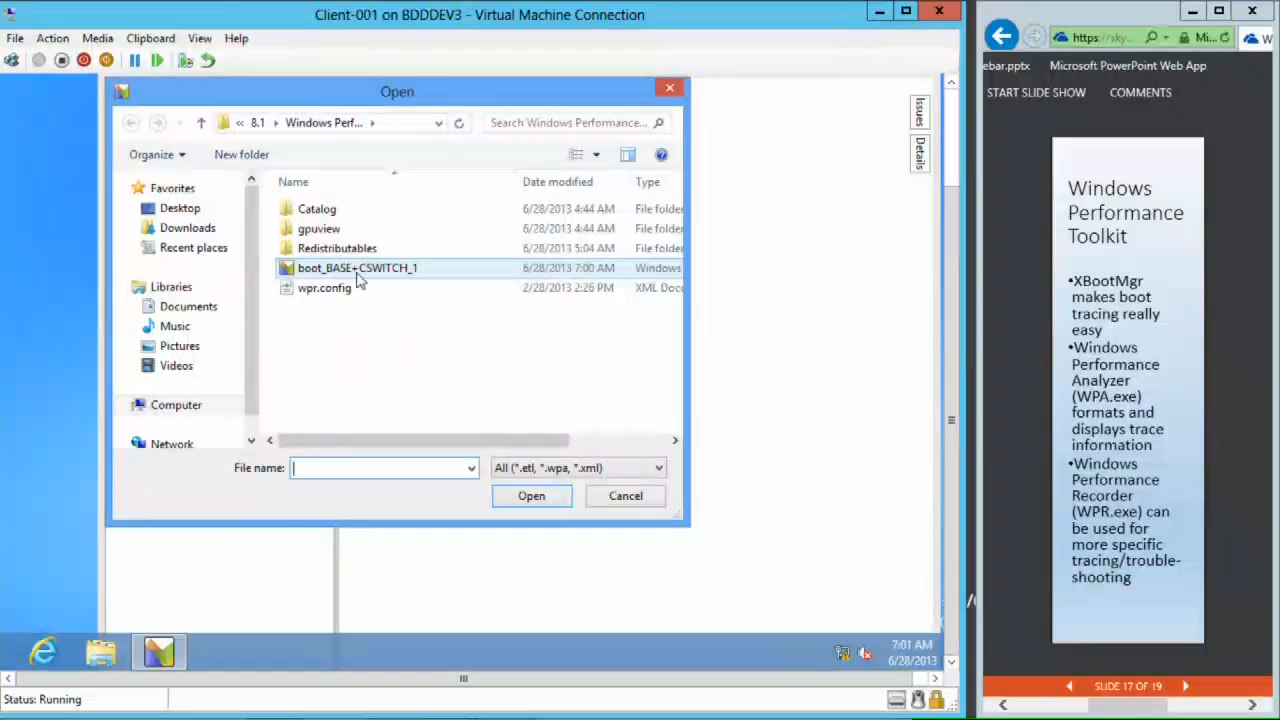 Client-001 on BDDDEV3 - Virtual Machine Connection
File Action Media Clipboard View Help
Open
« 8.1 Windows Perf...
Search Windows Performance...
Organize New folder
Name Date modified Type
Favorites
Desktop
Downloads
Recent places
Libraries
Documents
Music
Pictures
Videos
Computer
Network
Catalog 6/28/2013 4:44 AM File folder
gpuview 6/28/2013 4:44 AM File folder
Redistributables 6/28/2013 5:04 AM File folder
boot_BASE+CSWITCH_1 6/28/2013 7:00 AM Windows
wpr.config 2/28/2013 2:26 PM XML Doc
File name:
All (*.etl, *.wpa, *.xml)
Open Cancel
Issues
Details
7:01 AM
6/28/2013
Status: Running
https://sky...
Mi...
W
ebar.pptx Microsoft PowerPoint Web App
START SLIDE SHOW COMMENTS
Windows
Performance
Toolkit
•XBootMgr
makes boot
tracing really
easy
•Windows
Performance
Analyzer
(WPA.exe)
formats and
displays trace
information
•Windows
Performance
Recorder
(WPR.exe) can
be used for
more specific
tracing/trouble-
shooting
SLIDE 17 OF 19